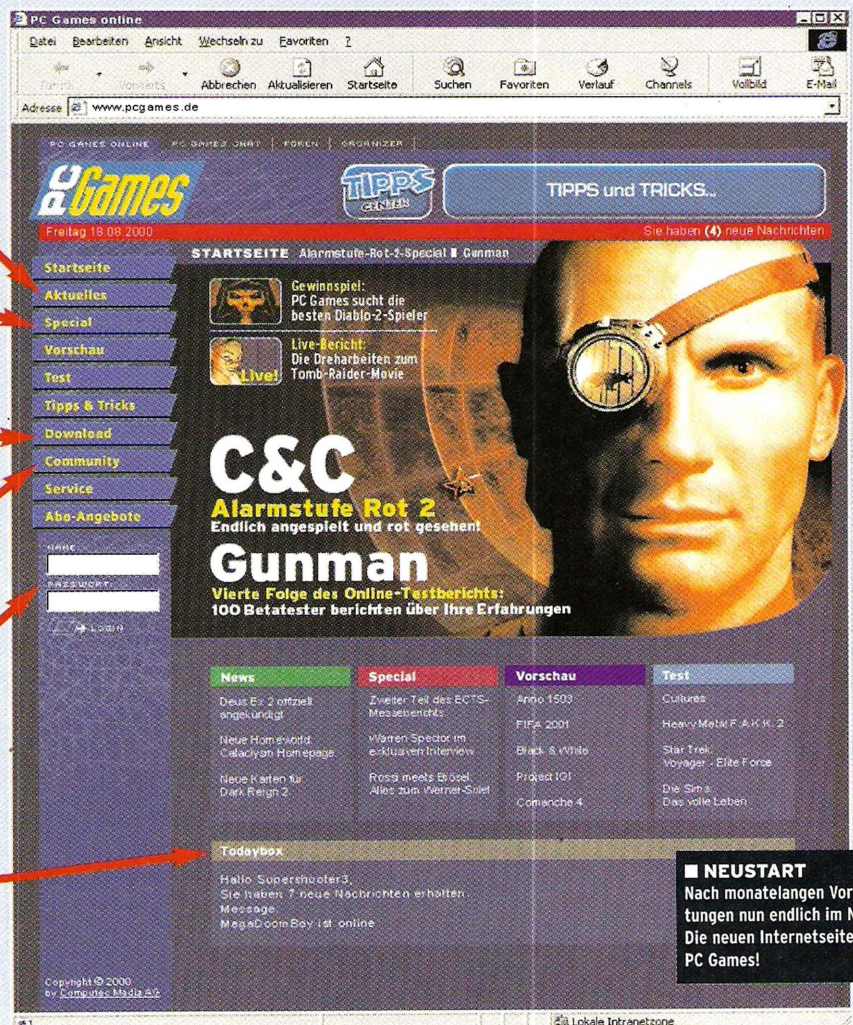 PC Games online
Datei Bearbeiten Ansicht Wechseln zu Favoriten ?
Zurück Vorwärts Abbrechen Aktualisieren Startseite Suchen Favoriten Verlauf Channels Vollbild E-Mail
Adresse www.pcgames.de
PC GAMES ONLINE PC GAMES CHAT FOREN ORGANIZER
PC Games
TIPPS CENTER
TIPPS und TRICKS...
Freitag 18.08.2000
Sie haben (4) neue Nachrichten
Startseite
Aktuelles
Special
Vorschau
Test
Tipps & Tricks
Download
Community
Service
Abo-Angebote
NAME:
PASSWORT:
LOGIN
STARTSEITE Alarmstufe-Rot-2-Special Gunman
Gewinnspiel:
PC Games sucht die
besten Diablo-2-Spieler
Live!
Live-Bericht:
Die Dreharbeiten zum
Tomb-Raider-Movie
C&C
Alarmstufe Rot 2
Endlich angespielt und rot gesehen!
Gunman
Vierte Folge des Online-Testberichts:
100 Betatester berichten über Ihre Erfahrungen
News
Deus Ex 2 offiziell
angekündigt
Neue Homeworld:
Cataclysm Homepage
Neue Karten für
Dark Reign 2
Special
Zweiter Teil des ECTS-
Messeberichts
Warren Spector im
exklusiven Interview
Rossi meets Brösel:
Alles zum Werner-Spiel
Vorschau
Anno 1503
FIFA 2001
Black & White
Project IGI
Comanche 4
Test
Cultures
Heavy Metal F.A.K.K. 2
Star Trek:
Voyager - Elite Force
Die Sims:
Das volle Leben
Todaybox
Hallo Supershooter3,
Sie haben 7 neue Nachrichten erhalten.
Message:
MegaDoomBoy ist online
NEUSTART
Nach monatelangen Vor
tungen nun endlich im N
Die neuen Internetseite
PC Games!
Copyright © 2000
by Computec Media AG
Lokale Intranetzone